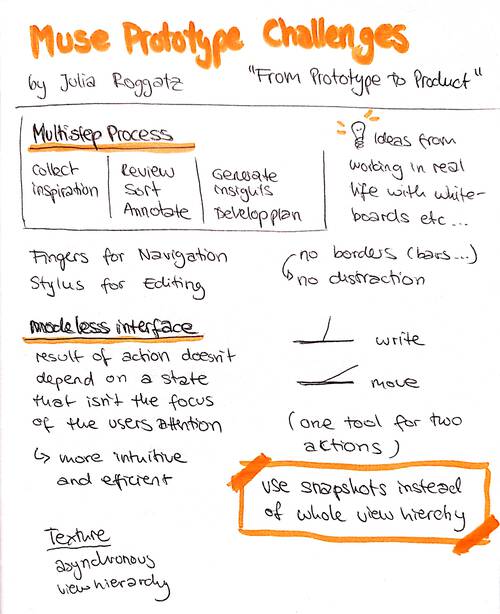 Muse Prototype Challenges
by Julia Roggatz "From Prototype to Product"
Multistep Process
collect
inspiration
Review
Sort
Annotate
Generate
insights
Develop plan
Ideas from
working in real
life with white-
boards etc...
Fingers for Navigation
Stylus for Editing
no borders (bars...)
no distraction
modeless interface
result of action doesn't
depend on a state
that isn't the focus
of the users attention
↳ more intuitive
and efficient
write
move
(one tool for two
actions)
use snapshots instead
of whole view hierchy
Texture
asynchronous
view hierarchy